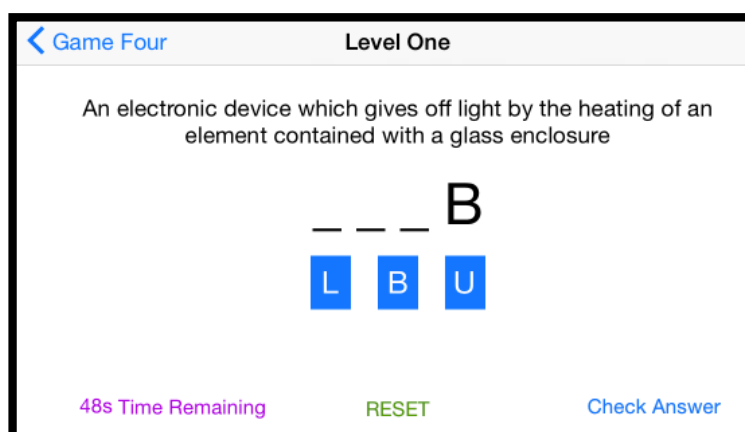 Game Four Level One
An electronic device which gives off light by the heating of an
element contained with a glass enclosure
_ _ _ B
L B U
48s Time Remaining RESET Check Answer